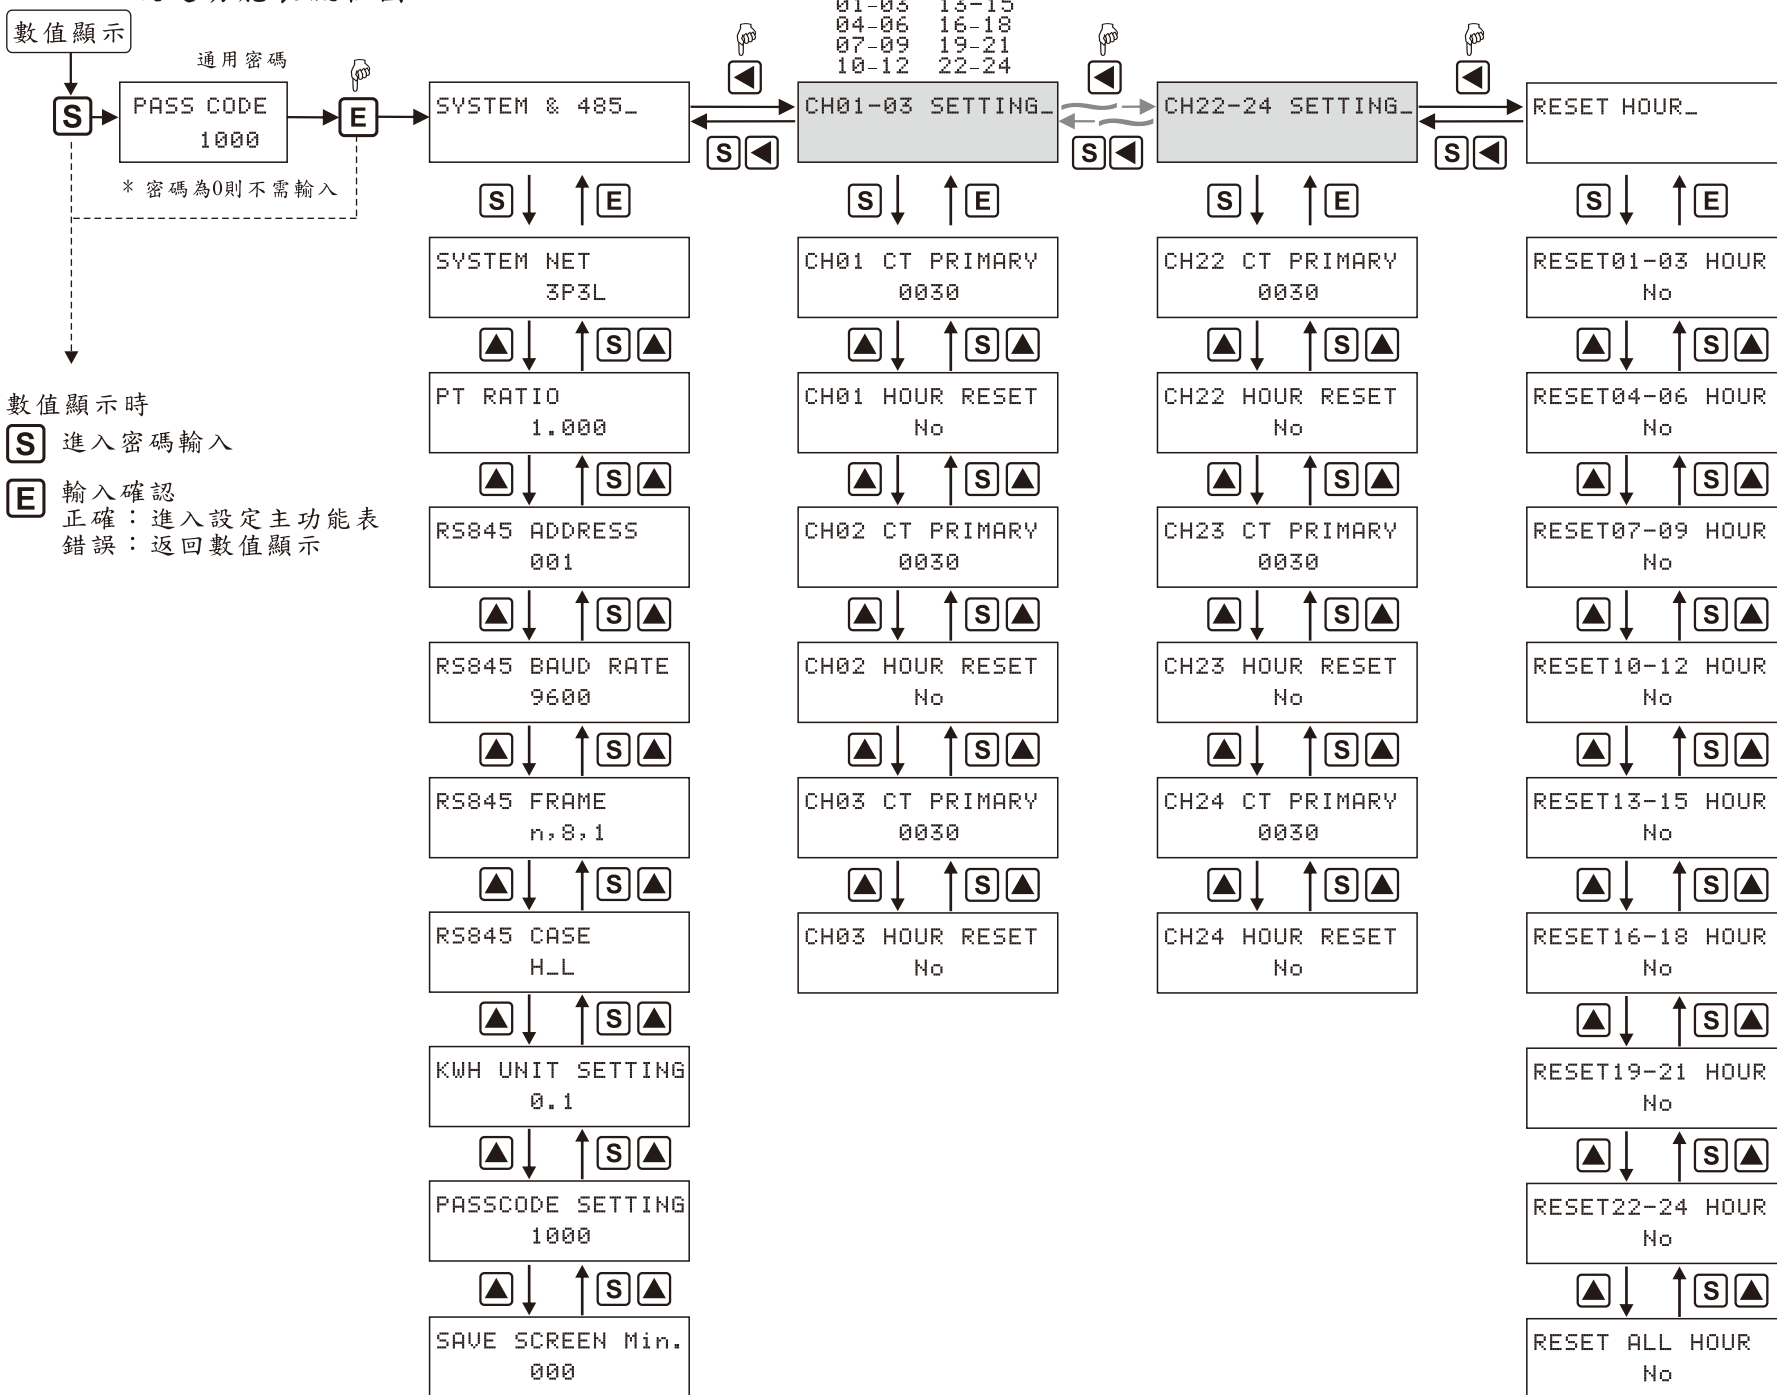 數值顯示
通用密碼
S
PASS CODE
1000
E
* 密碼為0則不需輸入
數值顯示時
S 進入密碼輸入
E 輸入確認
正確：進入設定主功能表
錯誤：返回數值顯示
SYSTEM & 485_
S E
SYSTEM NET
3P3L
S
PT RATIO
1.000
S
RS845 ADDRESS
001
S
RS845 BAUD RATE
9600
S
RS845 FRAME
n,8,1
S
RS845 CASE
H_L
S
KWH UNIT SETTING
0.1
S
PASSCODE SETTING
1000
S
SAVE SCREEN Min.
000
S
01-03 13-15
04-06 16-18
07-09 19-21
10-12 22-24
CH01-03 SETTING_
S E
CH01 CT PRIMARY
0030
S
CH01 HOUR RESET
No
S
CH02 CT PRIMARY
0030
S
CH02 HOUR RESET
No
S
CH03 CT PRIMARY
0030
S
CH03 HOUR RESET
No
S
CH22-24 SETTING_
S E
CH22 CT PRIMARY
0030
S
CH22 HOUR RESET
No
S
CH23 CT PRIMARY
0030
S
CH23 HOUR RESET
No
S
CH24 CT PRIMARY
0030
S
CH24 HOUR RESET
No
S
RESET HOUR_
S E
RESET01-03 HOUR
No
S
RESET04-06 HOUR
No
S
RESET07-09 HOUR
No
S
RESET10-12 HOUR
No
S
RESET13-15 HOUR
No
S
RESET16-18 HOUR
No
S
RESET19-21 HOUR
No
S
RESET22-24 HOUR
No
S
RESET ALL HOUR
No